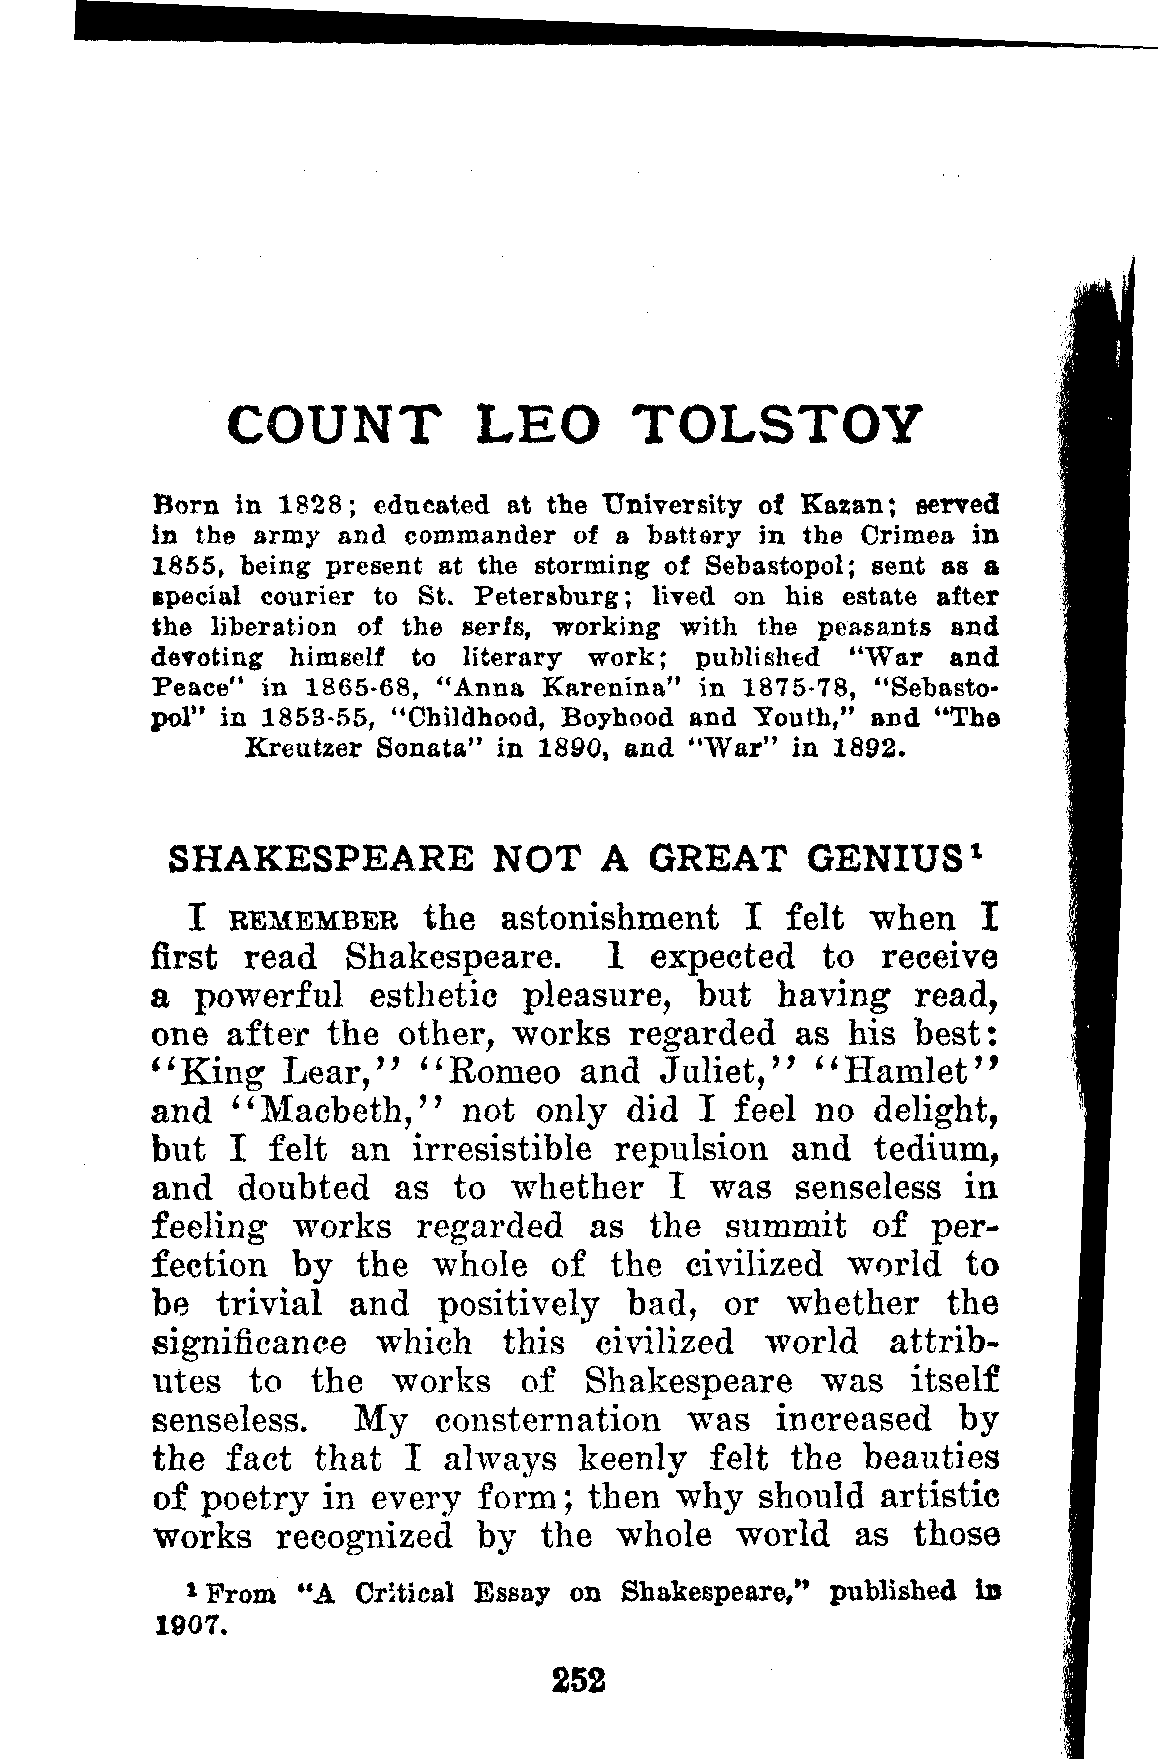 COUNT LEO TOLSTOY
Born in 1828; educated at the University of Kazan; served
in the army and commander of a battery in the Crimea in
1855, being present at the storming of Sebastopol; sent as a
special courier to St. Petersburg; lived on his estate after
the liberation of the serfs, working with the peasants and
devoting himself to literary work; published "War and
Peace" in 1865-68, "Anna Karenina" in 1875-78, "Sebasto-
pol" in 1853-55, "Childhood, Boyhood and Youth," and "The
Kreutzer Sonata" in 1890, and "War" in 1892.
SHAKESPEARE NOT A GREAT GENIUS¹
I REMEMBER the astonishment I felt when I
first read Shakespeare. I expected to receive
a powerful esthetic pleasure, but having read,
one after the other, works regarded as his best:
"King Lear," "Romeo and Juliet," "Hamlet"
and "Macbeth," not only did I feel no delight,
but I felt an irresistible repulsion and tedium,
and doubted as to whether I was senseless in
feeling works regarded as the summit of per-
fection by the whole of the civilized world to
be trivial and positively bad, or whether the
significance which this civilized world attrib-
utes to the works of Shakespeare was itself
senseless. My consternation was increased by
the fact that I always keenly felt the beauties
of poetry in every form; then why should artistic
works recognized by the whole world as those
¹ From "A Critical Essay on Shakespeare," published in
1907.
252